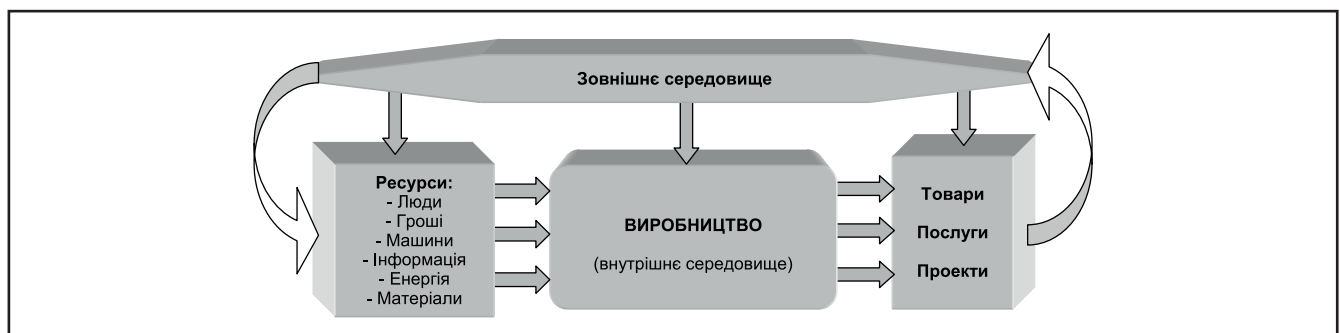 Зовнішнє середовище
Ресурси:
- Люди
- Гроші
- Машини
- Інформація
- Енергія
- Матеріали
ВИРОБНИЦТВО
(внутрішнє середовище)
Товари
Послуги
Проекти